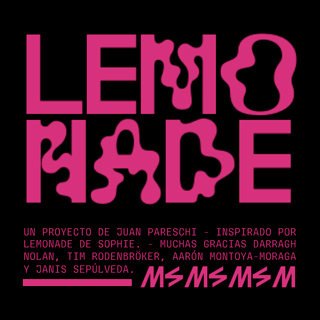 LEMO
NADE
UN PROYECTO DE JUAN PARESCHI - INSPIRADO POR
LEMONADE DE SOPHIE. - MUCHAS GRACIAS DARRAGH
NOLAN, TIM RODENBRÖKER, AARÓN MONTOYA-MORAGA
Y JANIS SEPÚLVEDA.
MSMSMSM